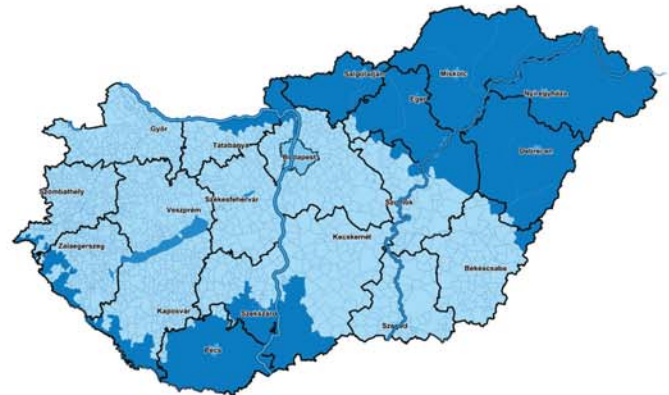 Salgótarján
Miskolc
Eger
Nyíregyháza
Győr
Tatabánya
Budapest
Debrecen
Szombathely
Veszprém
Székesfehérvár
Szolnok
Zalaegerszeg
Kecskemét
Békéscsaba
Kaposvár
Szekszárd
Szeged
Pécs